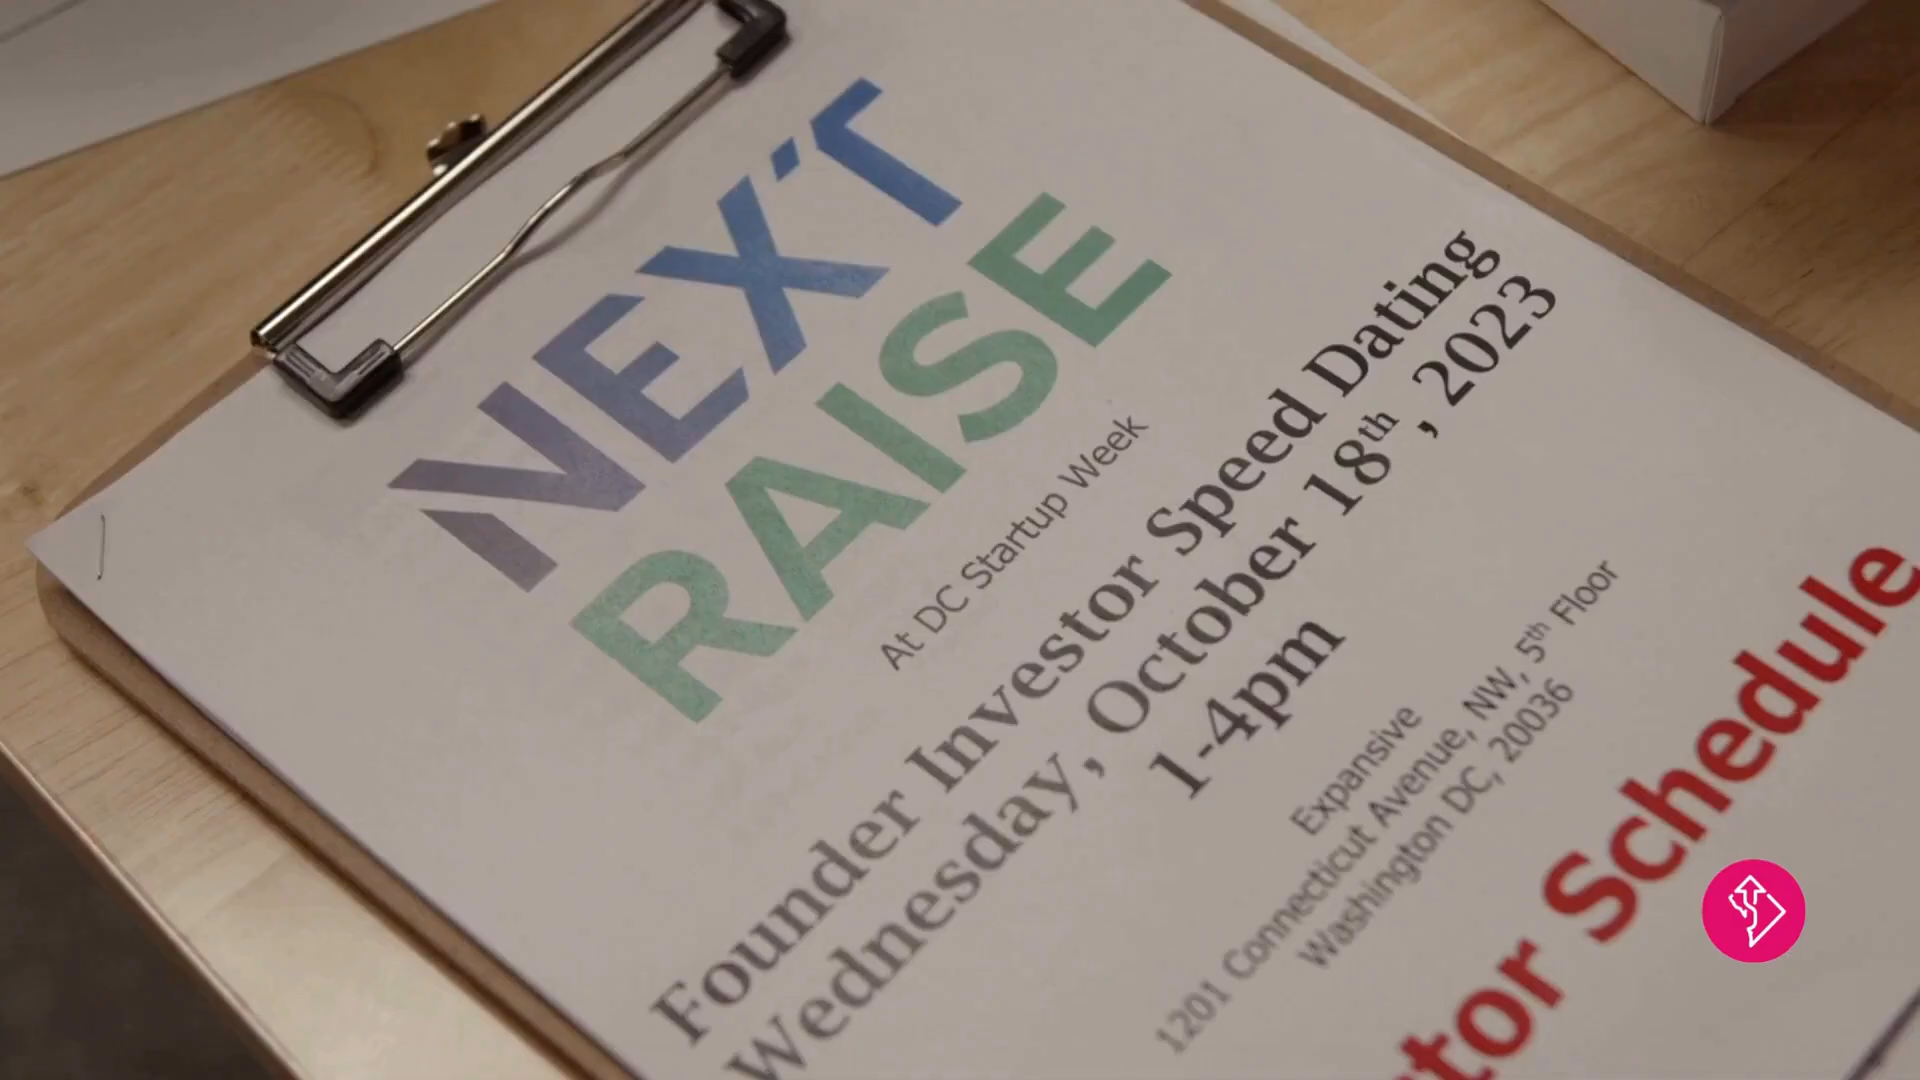 NEXT
RAISE
At DC Startup Week
Founder Investor Speed Dating
Wednesday, October 18th, 2023
1-4pm
Expansive
1201 Connecticut Avenue, NW, 5th Floor
Washington DC, 20036
tor Schedule